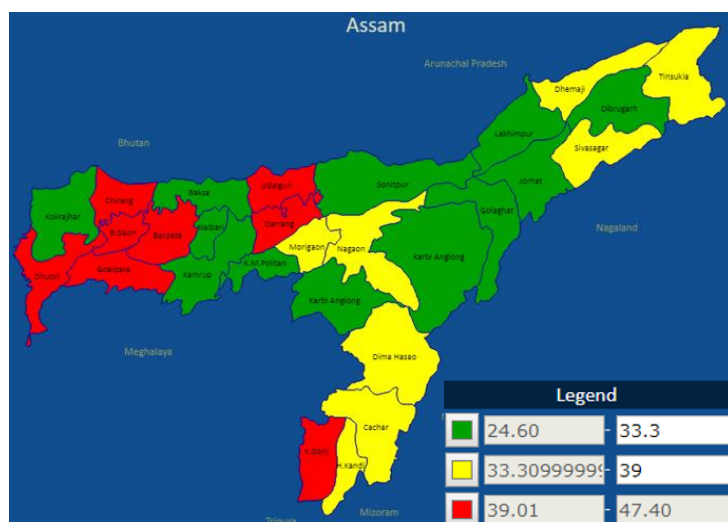 Assam
Arunachal Pradesh
Tinsukia
Dhemaji
Dibrugarh
Lakhimpur
Bhutan
Sivasagar
Udalguri
Sonitpur
Jorhat
Baksa
Chirang
Kokrajhar
Golaghat
Darrang
Nalbari
Barpeta
B.Gaon
Nagaland
Morigaon
Nagaon
Karbi Anglong
K.M.Politan
Goalpara
Dhubri
Kamrup
Karbi Anglong
Meghalaya
Dima Hasao
Legend
24.60 - 33.3
Cachar
33.30999999 - 39
K.Ganj
H.Kandi
39.01 - 47.40
Mizoram
Tripura